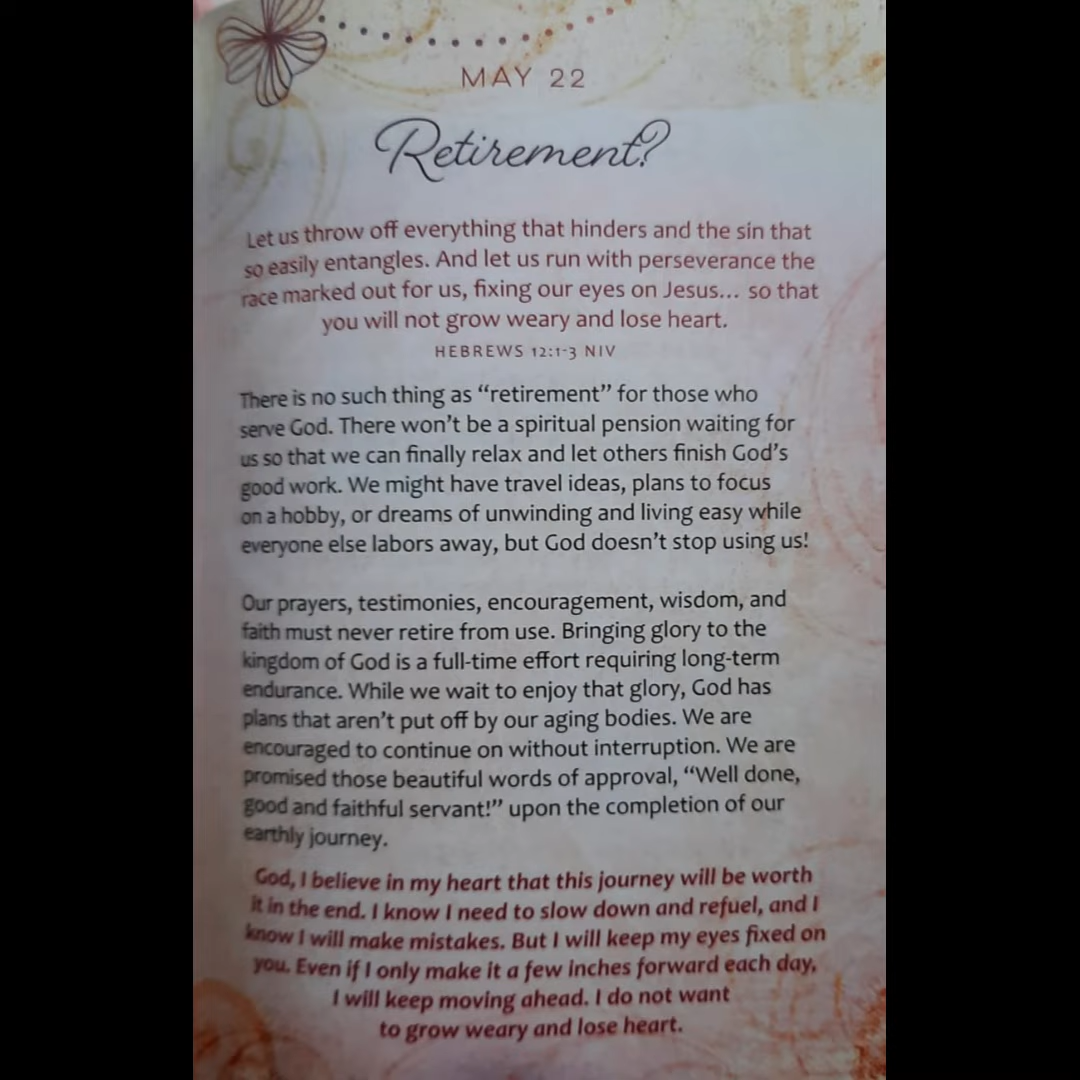 MAY 22
Retirement?
Let us throw off everything that hinders and the sin that
so easily entangles. And let us run with perseverance the
race marked out for us, fixing our eyes on Jesus... so that
you will not grow weary and lose heart.
HEBREWS 12:1-3 NIV
There is no such thing as “retirement” for those who
serve God. There won’t be a spiritual pension waiting for
us so that we can finally relax and let others finish God’s
good work. We might have travel ideas, plans to focus
on a hobby, or dreams of unwinding and living easy while
everyone else labors away, but God doesn’t stop using us!
Our prayers, testimonies, encouragement, wisdom, and
faith must never retire from use. Bringing glory to the
kingdom of God is a full-time effort requiring long-term
endurance. While we wait to enjoy that glory, God has
plans that aren’t put off by our aging bodies. We are
encouraged to continue on without interruption. We are
promised those beautiful words of approval, “Well done,
good and faithful servant!” upon the completion of our
earthly journey.
God, I believe in my heart that this journey will be worth
it in the end. I know I need to slow down and refuel, and I
know I will make mistakes. But I will keep my eyes fixed on
you. Even if I only make it a few inches forward each day,
I will keep moving ahead. I do not want
to grow weary and lose heart.